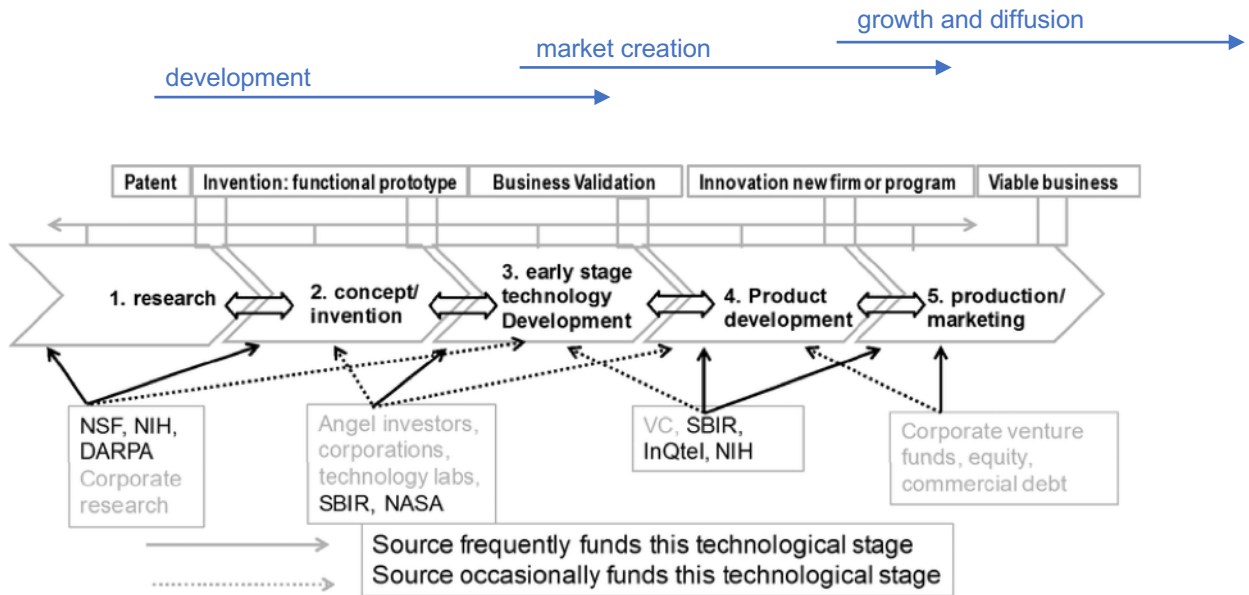 growth and diffusion
market creation
development
Patent
Invention: functional prototype
Business Validation
Innovation new firm or program
Viable business
1. research
2. concept/
invention
3. early stage
technology
Development
4. Product
development
5. production/
marketing
NSF, NIH,
DARPA
Corporate
research
Angel investors,
corporations,
technology labs,
SBIR, NASA
VC, SBIR,
InQtel, NIH
Corporate venture
funds, equity,
commercial debt
Source frequently funds this technological stage
Source occasionally funds this technological stage